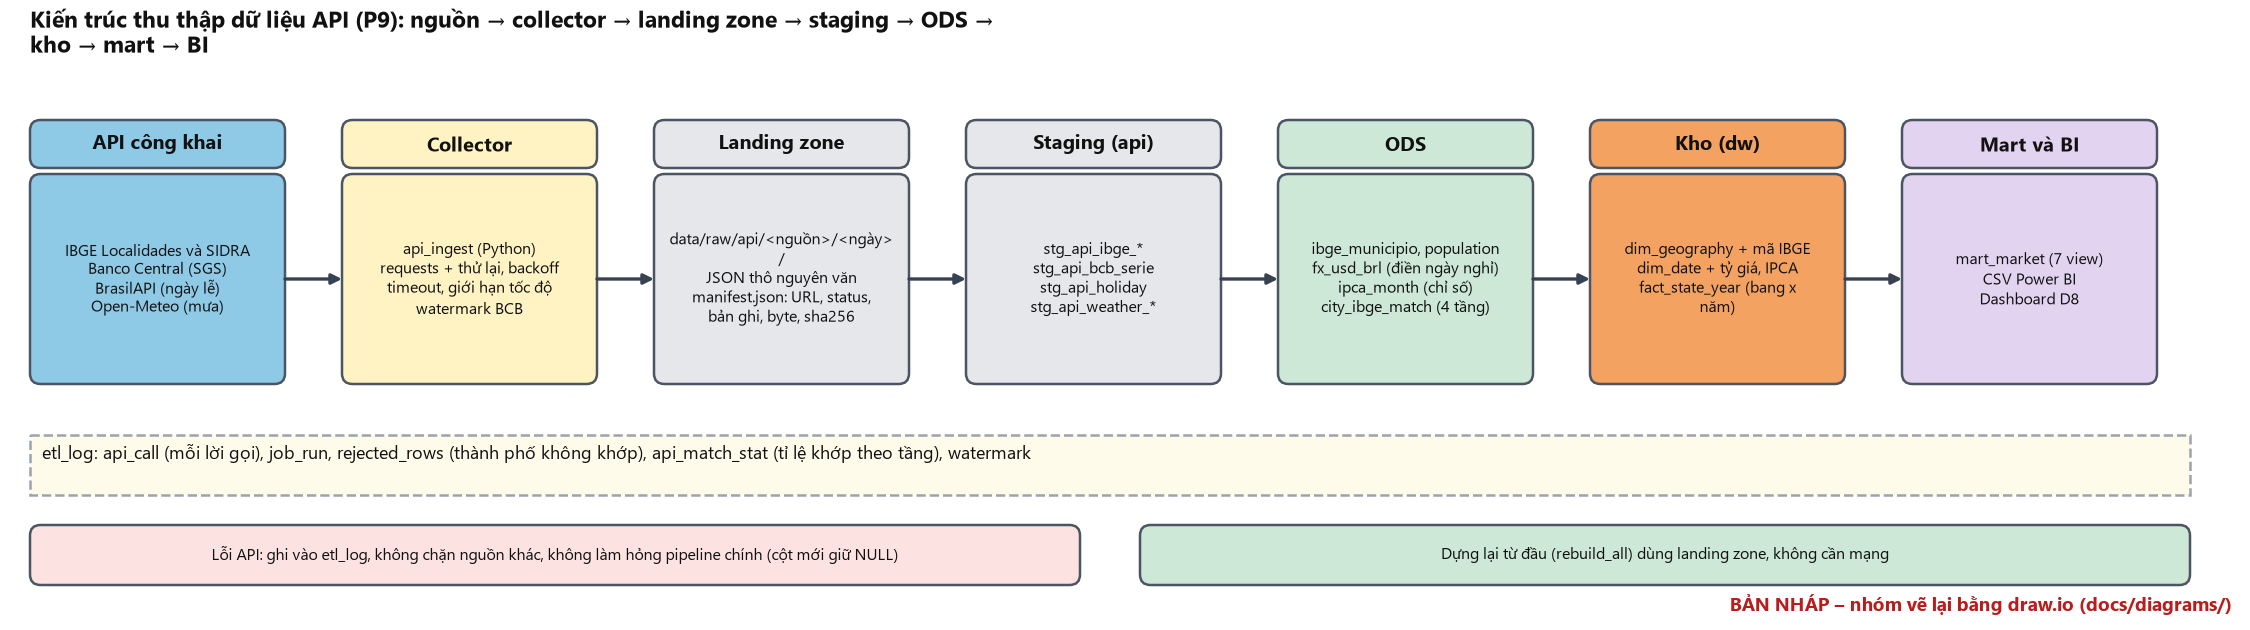 Kiến trúc thu thập dữ liệu API (P9): nguồn → collector → landing zone → staging → ODS →
kho → mart → BI
API công khai
IBGE Localidades và SIDRA
Banco Central (SGS)
BrasilAPI (ngày lễ)
Open-Meteo (mưa)
Collector
api_ingest (Python)
requests + thử lại, backoff
timeout, giới hạn tốc độ
watermark BCB
Landing zone
data/raw/api/<nguồn>/<ngày>
/
JSON thô nguyên văn
manifest.json: URL, status,
bản ghi, byte, sha256
Staging (api)
stg_api_ibge_*
stg_api_bcb_serie
stg_api_holiday
stg_api_weather_*
ODS
ibge_municipio, population
fx_usd_brl (điền ngày nghỉ)
ipca_month (chỉ số)
city_ibge_match (4 tầng)
Kho (dw)
dim_geography + mã IBGE
dim_date + tỷ giá, IPCA
fact_state_year (bang x
năm)
Mart và BI
mart_market (7 view)
CSV Power BI
Dashboard D8
etl_log: api_call (mỗi lời gọi), job_run, rejected_rows (thành phố không khớp), api_match_stat (tỉ lệ khớp theo tầng), watermark
Lỗi API: ghi vào etl_log, không chặn nguồn khác, không làm hỏng pipeline chính (cột mới giữ NULL)
Dựng lại từ đầu (rebuild_all) dùng landing zone, không cần mạng
BẢN NHÁP – nhóm vẽ lại bằng draw.io (docs/diagrams/)